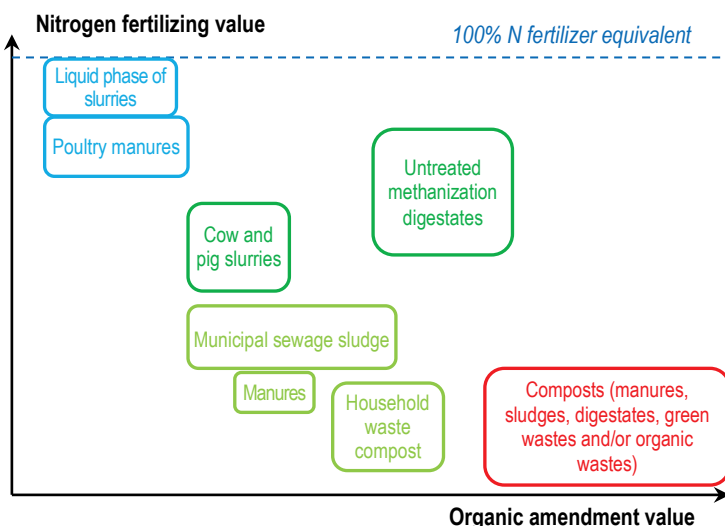 Nitrogen fertilizing value
100% N fertilizer equivalent
Liquid phase of
slurries
Poultry manures
Untreated
methanization
digestates
Cow and
pig slurries
Municipal sewage sludge
Manures
Household
waste
compost
Composts (manures,
sludges, digestates, green
wastes and/or organic
wastes)
Organic amendment value